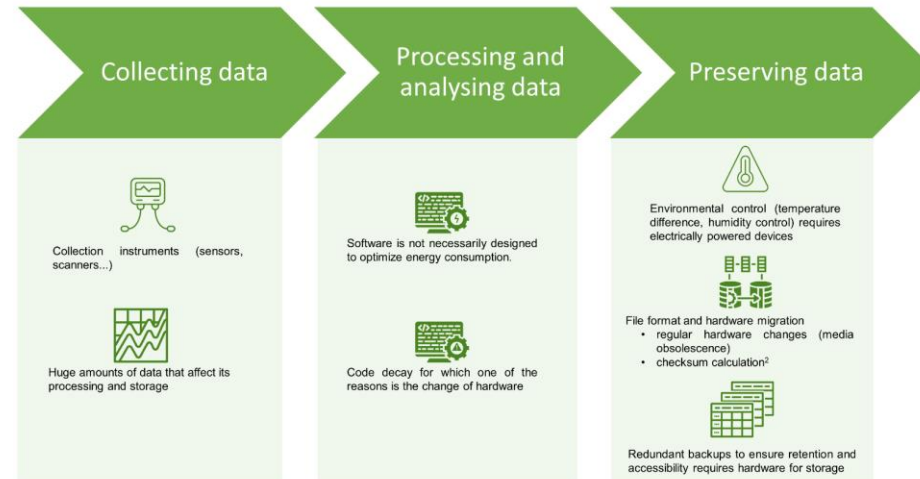 Collecting data
Collection instruments (sensors,
scanners...)
Huge amounts of data that affect its
processing and storage
Processing and
analysing data
Software is not necessarily designed
to optimize energy consumption.
Code decay for which one of the
reasons is the change of hardware
Preserving data
Environmental control (temperature
difference, humidity control) requires
electrically powered devices
File format and hardware migration
• regular hardware changes (media
obsolescence)
• checksum calculation²
Redundant backups to ensure retention and
accessibility requires hardware for storage